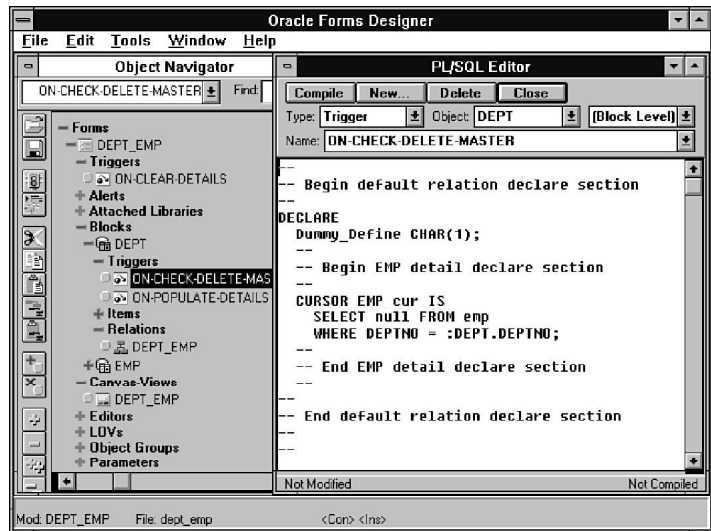 Oracle Forms Designer
File Edit Tools Window Help
Object Navigator
ON-CHECK-DELETE-MASTER Find:
Forms
DEPT_EMP
Triggers
ON-CLEAR-DETAILS
Alerts
Attached Libraries
Blocks
DEPT
Triggers
ON-CHECK-DELETE-MAS
ON-POPULATE-DETAILS
Items
Relations
DEPT_EMP
EMP
Canvas-Views
DEPT_EMP
Editors
LOVs
Object Groups
Parameters
PL/SQL Editor
Compile New... Delete Close
Type: Trigger Object: DEPT (Block Level)
Name: ON-CHECK-DELETE-MASTER
--
-- Begin default relation declare section
--
DECLARE
Dummy_Define CHAR(1);
--
-- Begin EMP detail declare section
--
CURSOR EMP cur IS
SELECT null FROM emp
WHERE DEPTNO = :DEPT.DEPTNO;
--
-- End EMP detail declare section
--
--
-- End default relation declare section
--
--
Not Modified Not Compiled
Mod: DEPT_EMP File: dept_emp <Con> <Ins>